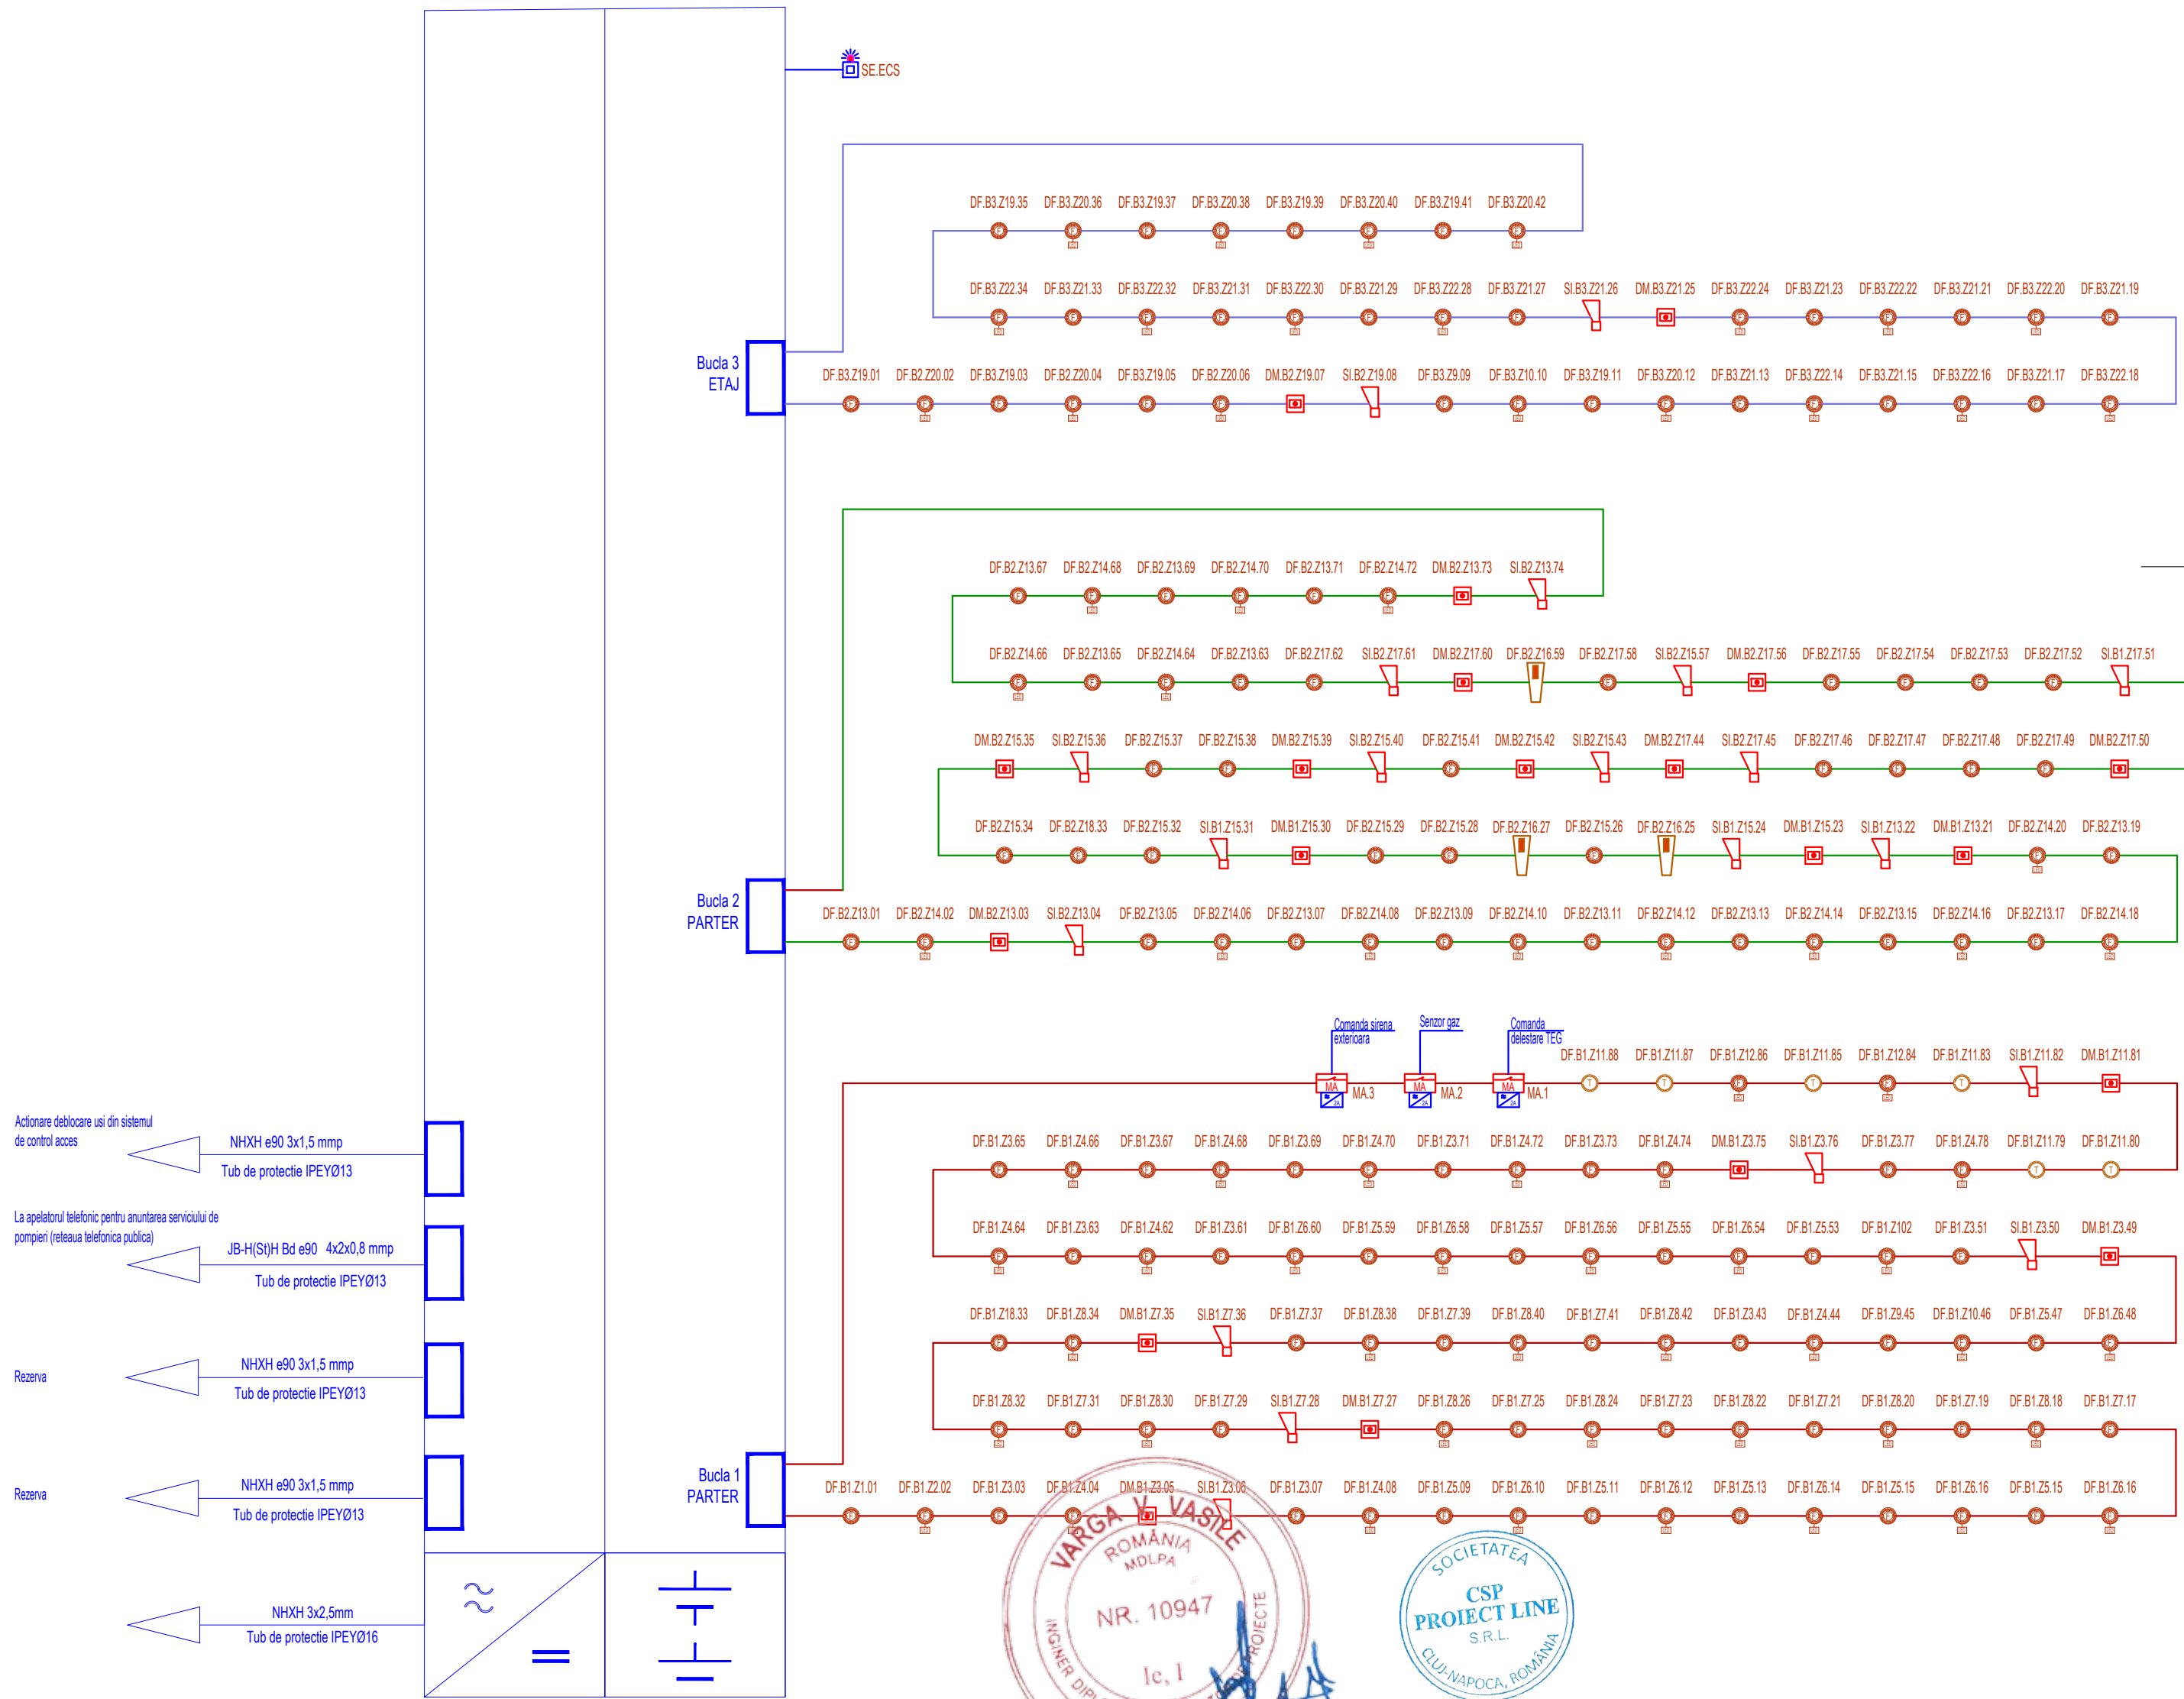 SE.ECS
DF.B3.Z19.35 DF.B3.Z20.36 DF.B3.Z19.37 DF.B3.Z20.38 DF.B3.Z19.39 DF.B3.Z20.40 DF.B3.Z19.41 DF.B3.Z20.42
DF.B3.Z22.34 DF.B3.Z21.33 DF.B3.Z22.32 DF.B3.Z21.31 DF.B3.Z22.30 DF.B3.Z21.29 DF.B3.Z22.28 DF.B3.Z21.27 SI.B3.Z21.26 DM.B3.Z21.25 DF.B3.Z22.24 DF.B3.Z21.23 DF.B3.Z22.22 DF.B3.Z21.21 DF.B3.Z22.20 DF.B3.Z21.19
Bucla 3
ETAJ
DF.B3.Z19.01 DF.B2.Z20.02 DF.B3.Z19.03 DF.B2.Z20.04 DF.B3.Z19.05 DF.B2.Z20.06 DM.B2.Z19.07 SI.B2.Z19.08 DF.B3.Z9.09 DF.B3.Z10.10 DF.B3.Z19.11 DF.B3.Z20.12 DF.B3.Z21.13 DF.B3.Z22.14 DF.B3.Z21.15 DF.B3.Z22.16 DF.B3.Z21.17 DF.B3.Z22.18
DF.B2.Z13.67 DF.B2.Z14.68 DF.B2.Z13.69 DF.B2.Z14.70 DF.B2.Z13.71 DF.B2.Z14.72 DM.B2.Z13.73 SI.B2.Z13.74
DF.B2.Z14.66 DF.B2.Z13.65 DF.B2.Z14.64 DF.B2.Z13.63 DF.B2.Z17.62 SI.B2.Z17.61 DM.B2.Z17.60 DF.B2.Z16.59 DF.B2.Z17.58 SI.B2.Z15.57 DM.B2.Z17.56 DF.B2.Z17.55 DF.B2.Z17.54 DF.B2.Z17.53 DF.B2.Z17.52 SI.B1.Z17.51
DM.B2.Z15.35 SI.B2.Z15.36 DF.B2.Z15.37 DF.B2.Z15.38 DM.B2.Z15.39 SI.B2.Z15.40 DF.B2.Z15.41 DM.B2.Z15.42 SI.B2.Z15.43 DM.B2.Z17.44 SI.B2.Z17.45 DF.B2.Z17.46 DF.B2.Z17.47 DF.B2.Z17.48 DF.B2.Z17.49 DM.B2.Z17.50
DF.B2.Z15.34 DF.B2.Z18.33 DF.B2.Z15.32 SI.B1.Z15.31 DM.B1.Z15.30 DF.B2.Z15.29 DF.B2.Z15.28 DF.B2.Z16.27 DF.B2.Z15.26 DF.B2.Z16.25 SI.B1.Z15.24 DM.B1.Z15.23 SI.B1.Z13.22 DM.B1.Z13.21 DF.B2.Z14.20 DF.B2.Z13.19
Bucla 2
PARTER
DF.B2.Z13.01 DF.B2.Z14.02 DM.B2.Z13.03 SI.B2.Z13.04 DF.B2.Z13.05 DF.B2.Z14.06 DF.B2.Z13.07 DF.B2.Z14.08 DF.B2.Z13.09 DF.B2.Z14.10 DF.B2.Z13.11 DF.B2.Z14.12 DF.B2.Z13.13 DF.B2.Z14.14 DF.B2.Z13.15 DF.B2.Z14.16 DF.B2.Z13.17 DF.B2.Z14.18
Comanda sirena
exterioara
Senzor gaz
Comanda
delestare TEG
DF.B1.Z11.88 DF.B1.Z11.87 DF.B1.Z12.86 DF.B1.Z11.85 DF.B1.Z12.84 DF.B1.Z11.83 SI.B1.Z11.82 DM.B1.Z11.81
MA MA.3 MA MA.2 MA MA.1 T T T T
DF.B1.Z3.65 DF.B1.Z4.66 DF.B1.Z3.67 DF.B1.Z4.68 DF.B1.Z3.69 DF.B1.Z4.70 DF.B1.Z3.71 DF.B1.Z4.72 DF.B1.Z3.73 DF.B1.Z4.74 DM.B1.Z3.75 SI.B1.Z3.76 DF.B1.Z3.77 DF.B1.Z4.78 DF.B1.Z11.79 DF.B1.Z11.80
T T
DF.B1.Z4.64 DF.B1.Z3.63 DF.B1.Z4.62 DF.B1.Z3.61 DF.B1.Z6.60 DF.B1.Z5.59 DF.B1.Z6.58 DF.B1.Z5.57 DF.B1.Z6.56 DF.B1.Z5.55 DF.B1.Z6.54 DF.B1.Z5.53 DF.B1.Z102 DF.B1.Z3.51 SI.B1.Z3.50 DM.B1.Z3.49
DF.B1.Z18.33 DF.B1.Z8.34 DM.B1.Z7.35 SI.B1.Z7.36 DF.B1.Z7.37 DF.B1.Z8.38 DF.B1.Z7.39 DF.B1.Z8.40 DF.B1.Z7.41 DF.B1.Z8.42 DF.B1.Z3.43 DF.B1.Z4.44 DF.B1.Z9.45 DF.B1.Z10.46 DF.B1.Z5.47 DF.B1.Z6.48
DF.B1.Z8.32 DF.B1.Z7.31 DF.B1.Z8.30 DF.B1.Z7.29 SI.B1.Z7.28 DM.B1.Z7.27 DF.B1.Z8.26 DF.B1.Z7.25 DF.B1.Z8.24 DF.B1.Z7.23 DF.B1.Z8.22 DF.B1.Z7.21 DF.B1.Z8.20 DF.B1.Z7.19 DF.B1.Z8.18 DF.B1.Z7.17
Bucla 1
PARTER
DF.B1.Z1.01 DF.B1.Z2.02 DF.B1.Z3.03 DF.B1.Z4.04 DM.B1.Z3.05 SI.B1.Z3.06 DF.B1.Z3.07 DF.B1.Z4.08 DF.B1.Z5.09 DF.B1.Z6.10 DF.B1.Z5.11 DF.B1.Z6.12 DF.B1.Z5.13 DF.B1.Z6.14 DF.B1.Z5.15 DF.B1.Z6.16 DF.B1.Z5.15 DF.B1.Z6.16
Actionare deblocare usi din sistemul
de control acces
NHXH e90 3x1,5 mmp
Tub de protectie IPEYØ13
La apelatorul telefonic pentru anuntarea serviciului de
pompieri (reteaua telefonica publica)
JB-H(St)H Bd e90 4x2x0,8 mmp
Tub de protectie IPEYØ13
Rezerva
NHXH e90 3x1,5 mmp
Tub de protectie IPEYØ13
Rezerva
NHXH e90 3x1,5 mmp
Tub de protectie IPEYØ13
NHXH 3x2,5mm
Tub de protectie IPEYØ16
VARGA V. VASILE
ROMÂNIA
MDLPA
NR. 10947
Ie, I
INGINER
PROIECTE
SOCIETATEA
CSP
PROIECT LINE
S.R.L.
CLUJ-NAPOCA, ROMÂNIA